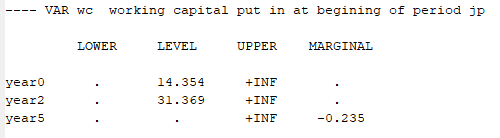 ---- VAR wc  working capital put in at begining of period jp
LOWER     LEVEL     UPPER    MARGINAL
year0      .      14.354     +INF      .
year2      .      31.369     +INF      .
year5      .       .         +INF    -0.235